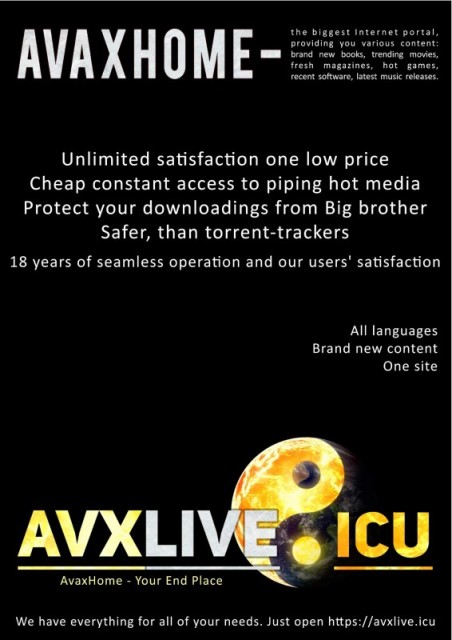 AVAXHOME-
the biggest Internet portal,
providing you various content:
brand new books, trending movies,
fresh magazines, hot games,
recent software, latest music releases.
Unlimited satisfaction one low price
Cheap constant access to piping hot media
Protect your downloadings from Big brother
Safer, than torrent-trackers
18 years of seamless operation and our users' satisfaction
All languages
Brand new content
One site
AVXLIVE.ICU
AvaxHome - Your End Place
We have everything for all of your needs. Just open https://avxlive.icu